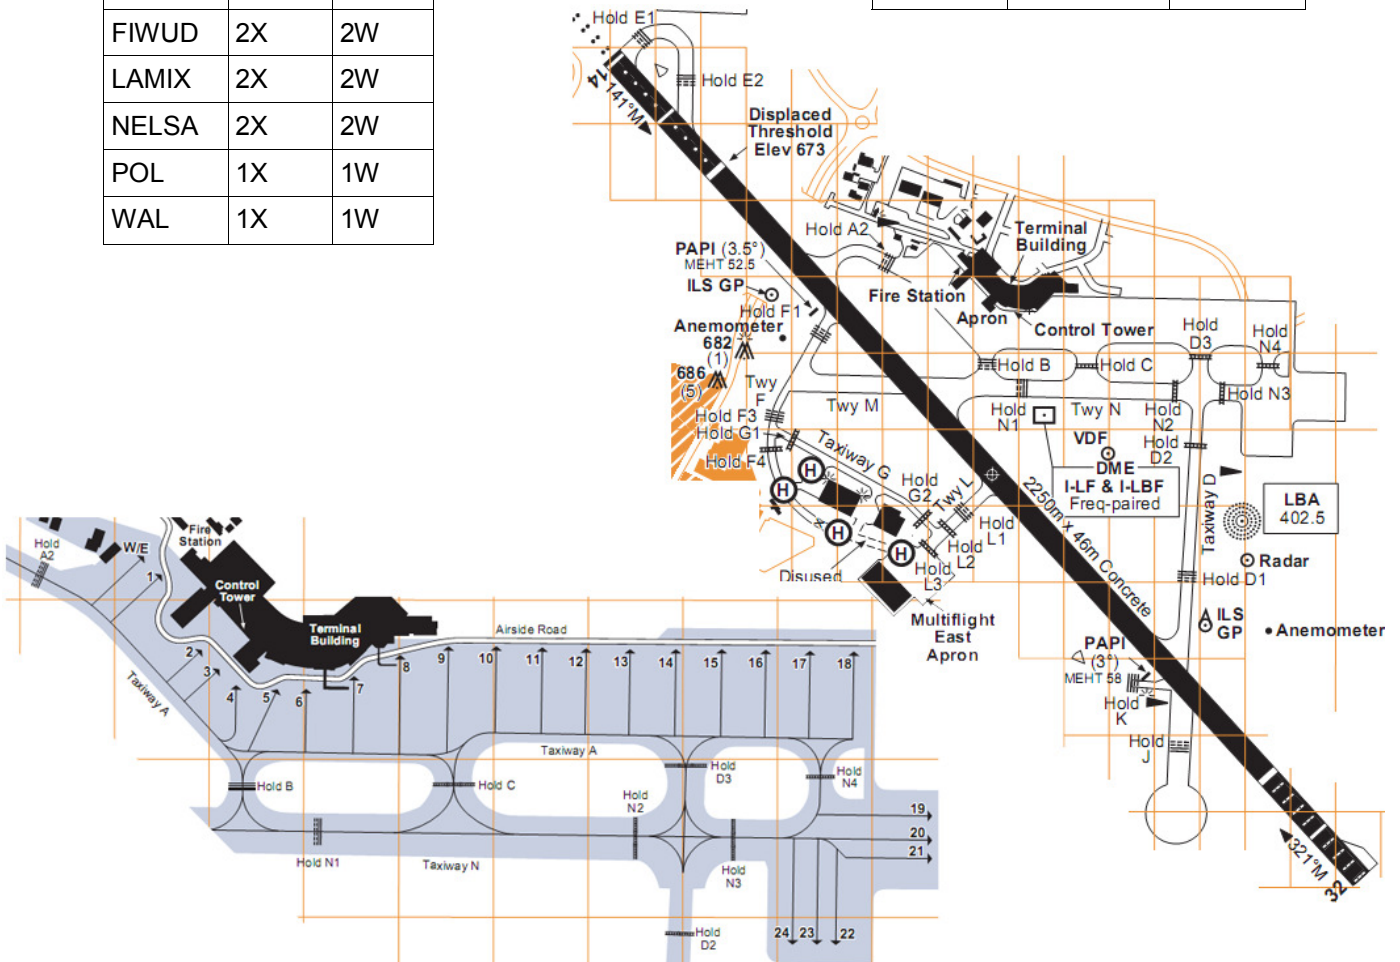 FIWUD 2X 2W
LAMIX 2X 2W
NELSA 2X 2W
POL 1X 1W
WAL 1X 1W
Hold E1
Hold E2
14
141°M
Displaced
Threshold
Elev 673
Hold A2
Terminal
Building
PAPI (3.5°)
MEHT 52.5
ILS GP
Hold F1
Fire Station
Apron
Control Tower
Anemometer
682
(1)
686
(5)
Hold
D3
Hold
N4
Hold B
Hold C
Hold N3
Twy
F
Twy M
Hold
N1
Twy N
Hold
N2
Hold F3
Hold G1
Hold F4
Taxiway G
VDF
Hold
D2
DME
I-LF & I-LBF
Freq-paired
H
H
H
H
Hold
G2
Twy L
Hold
L1
Hold
L2
Hold
L3
Disused
2250m x 46m Concrete
Taxiway D
LBA
402.5
Radar
Hold D1
ILS
GP
Anemometer
Multiflight
East
Apron
PAPI
(3°)
MEHT 58
Hold
K
Hold
J
321°M
32
Hold
A2
Fire
Station
W/E
1
Control
Tower
Terminal
Building
Airside Road
2
3
4
5
6
7
8
9
10
11
12
13
14
15
16
17
18
Taxiway A
Taxiway A
Hold B
Hold C
Hold
D3
Hold
N4
Hold
N2
Hold N1
Taxiway N
Hold
N3
19
20
21
Hold
D2
24
23
22